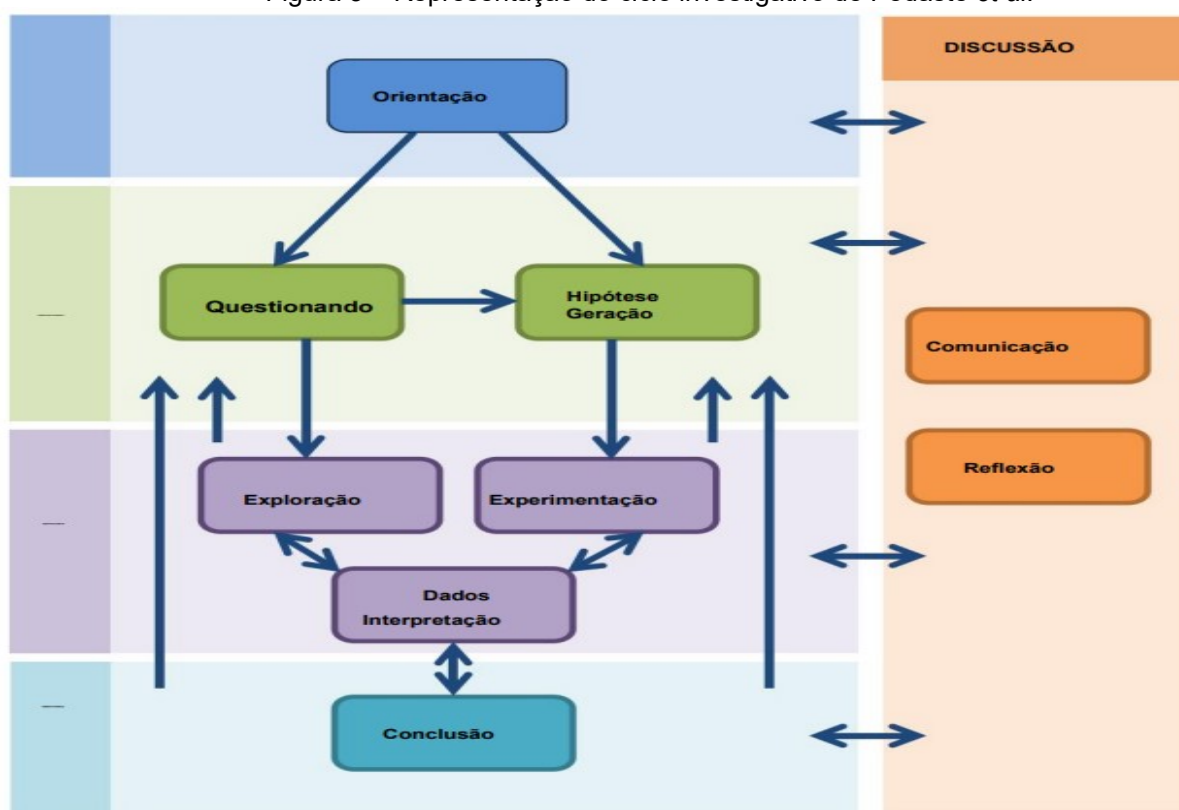 DISCUSSÃO
Orientação
Questionando
Hipótese
Geração
Comunicação
Exploração
Experimentação
Reflexão
Dados
Interpretação
Conclusão